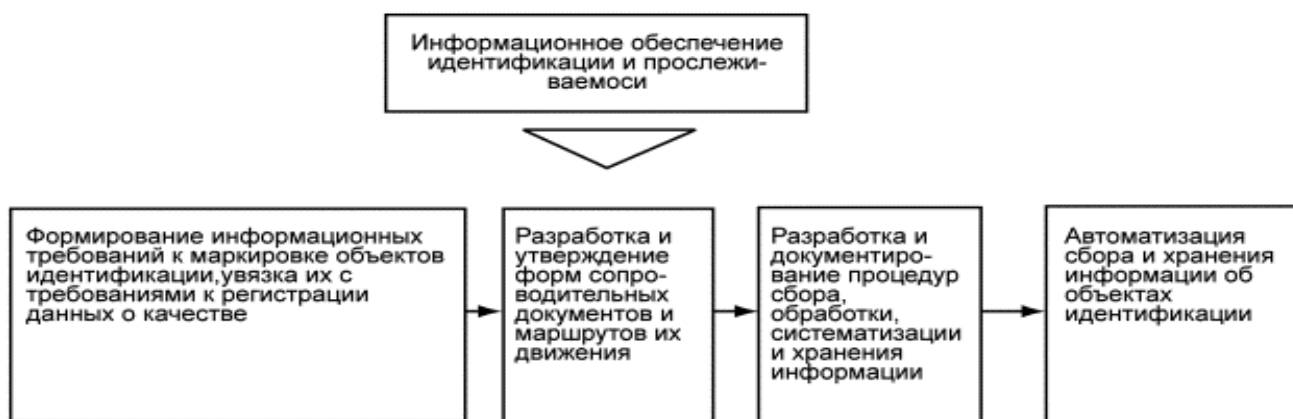 Информационное обеспечение
идентификации и прослежи-
ваемоси
Формирование информационных
требований к маркировке объектов
идентификации,увязка их с
требованиями к регистрации
данных о качестве
Разработка и
утверждение
форм сопро-
водительных
документов и
маршрутов их
движения
Разработка и
документиро-
вание процедур
сбора,
обработки,
систематизации
и хранения
информации
Автоматизация
сбора и хранения
информации об
объектах
идентификации